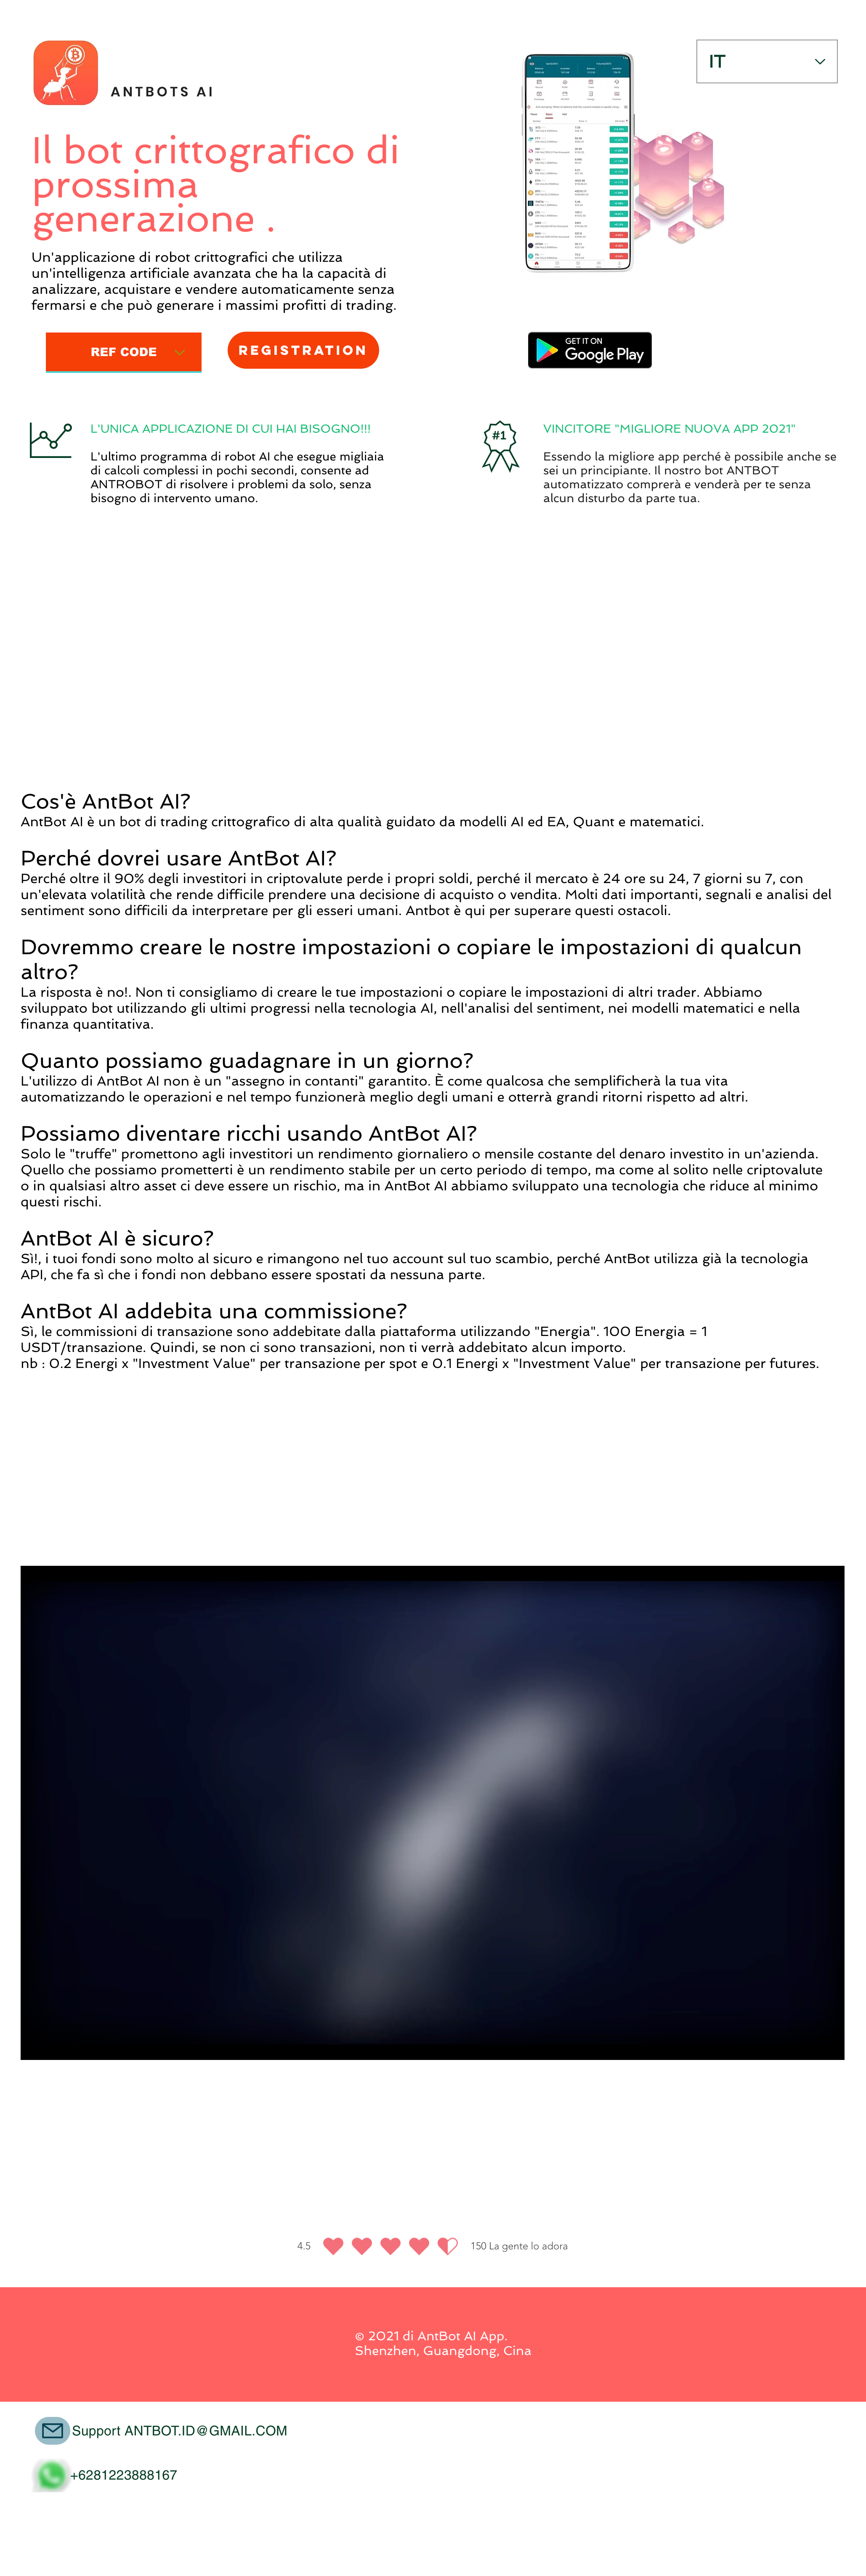 ANTBOTS AI
IT
Il bot crittografico di
prossima
generazione .
Un'applicazione di robot crittografici che utilizza
un'intelligenza artificiale avanzata che ha la capacità di
analizzare, acquistare e vendere automaticamente senza
fermarsi e che può generare i massimi profitti di trading.
REF CODE
REGISTRATION
GET IT ON
Google Play
L'UNICA APPLICAZIONE DI CUI HAI BISOGNO!!!
L'ultimo programma di robot AI che esegue migliaia
di calcoli complessi in pochi secondi, consente ad
ANTROBOT di risolvere i problemi da solo, senza
bisogno di intervento umano.
#1
VINCITORE "MIGLIORE NUOVA APP 2021"
Essendo la migliore app perché è possibile anche se
sei un principiante. Il nostro bot ANTBOT
automatizzato comprerà e venderà per te senza
alcun disturbo da parte tua.
Cos'è AntBot AI?
AntBot AI è un bot di trading crittografico di alta qualità guidato da modelli AI ed EA, Quant e matematici.
Perché dovrei usare AntBot AI?
Perché oltre il 90% degli investitori in criptovalute perde i propri soldi, perché il mercato è 24 ore su 24, 7 giorni su 7, con
un'elevata volatilità che rende difficile prendere una decisione di acquisto o vendita. Molti dati importanti, segnali e analisi del
sentiment sono difficili da interpretare per gli esseri umani. Antbot è qui per superare questi ostacoli.
Dovremmo creare le nostre impostazioni o copiare le impostazioni di qualcun
altro?
La risposta è no!. Non ti consigliamo di creare le tue impostazioni o copiare le impostazioni di altri trader. Abbiamo
sviluppato bot utilizzando gli ultimi progressi nella tecnologia AI, nell'analisi del sentiment, nei modelli matematici e nella
finanza quantitativa.
Quanto possiamo guadagnare in un giorno?
L'utilizzo di AntBot AI non è un "assegno in contanti" garantito. È come qualcosa che semplificherà la tua vita
automatizzando le operazioni e nel tempo funzionerà meglio degli umani e otterrà grandi ritorni rispetto ad altri.
Possiamo diventare ricchi usando AntBot AI?
Solo le "truffe" promettono agli investitori un rendimento giornaliero o mensile costante del denaro investito in un'azienda.
Quello che possiamo prometterti è un rendimento stabile per un certo periodo di tempo, ma come al solito nelle criptovalute
o in qualsiasi altro asset ci deve essere un rischio, ma in AntBot AI abbiamo sviluppato una tecnologia che riduce al minimo
questi rischi.
AntBot AI è sicuro?
Sì!, i tuoi fondi sono molto al sicuro e rimangono nel tuo account sul tuo scambio, perché AntBot utilizza già la tecnologia
API, che fa sì che i fondi non debbano essere spostati da nessuna parte.
AntBot AI addebita una commissione?
Sì, le commissioni di transazione sono addebitate dalla piattaforma utilizzando "Energia". 100 Energia = 1
USDT/transazione. Quindi, se non ci sono transazioni, non ti verrà addebitato alcun importo.
nb : 0.2 Energi x "Investment Value" per transazione per spot e 0.1 Energi x "Investment Value" per transazione per futures.
4.5
150 La gente lo adora
© 2021 di AntBot AI App.
Shenzhen, Guangdong, Cina
Support ANTBOT.ID@GMAIL.COM
+6281223888167